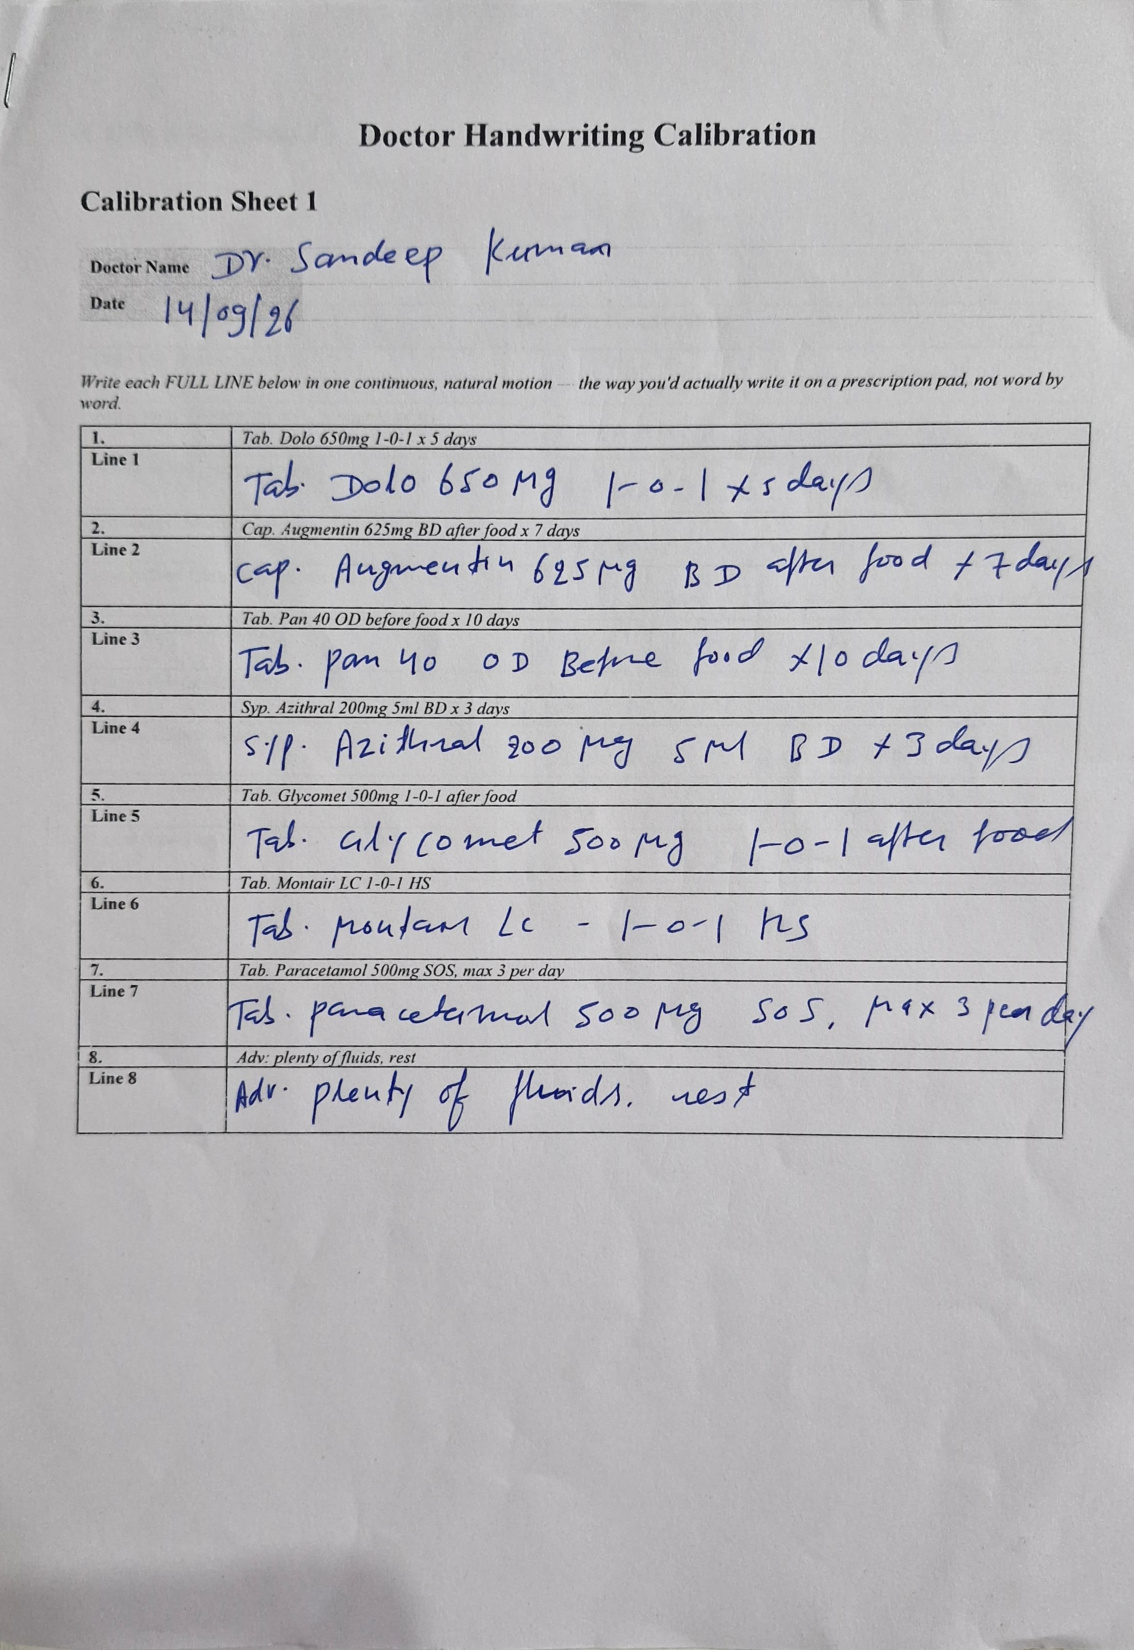 Doctor Handwriting Calibration
Calibration Sheet 1
Doctor Name Dr. Sandeep Kumar
Date 14/09/26
Write each FULL LINE below in one continuous, natural motion — the way you'd actually write it on a prescription pad, not word by
word.
1. Tab. Dolo 650mg 1-0-1 x 5 days
Line 1 Tab. Dolo 650 mg 1-0-1 x 5 days
2. Cap. Augmentin 625mg BD after food x 7 days
Line 2 Cap. Augmentin 625 mg BD after food x 7 days
3. Tab. Pan 40 OD before food x 10 days
Line 3 Tab. Pan 40 OD Before food x 10 days
4. Syp. Azithral 200mg 5ml BD x 3 days
Line 4 Syp. Azithral 200 mg 5 ml BD x 3 days
5. Tab. Glycomet 500mg 1-0-1 after food
Line 5 Tab. Glycomet 500 mg 1-0-1 after food
6. Tab. Montair LC 1-0-1 HS
Line 6 Tab. Montair LC - 1-0-1 HS
7. Tab. Paracetamol 500mg SOS, max 3 per day
Line 7 Tab. paracetamol 500 mg SOS, max 3 per day
8. Adv: plenty of fluids, rest
Line 8 Adv. plenty of fluids. rest